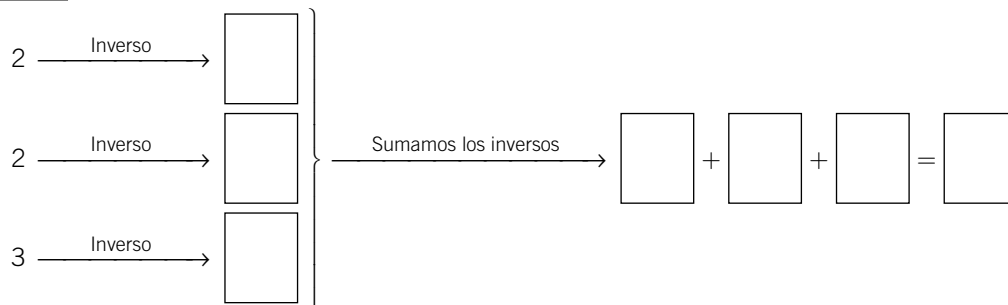 2 Inverso
2 Inverso Sumamos los inversos + + =
3 Inverso